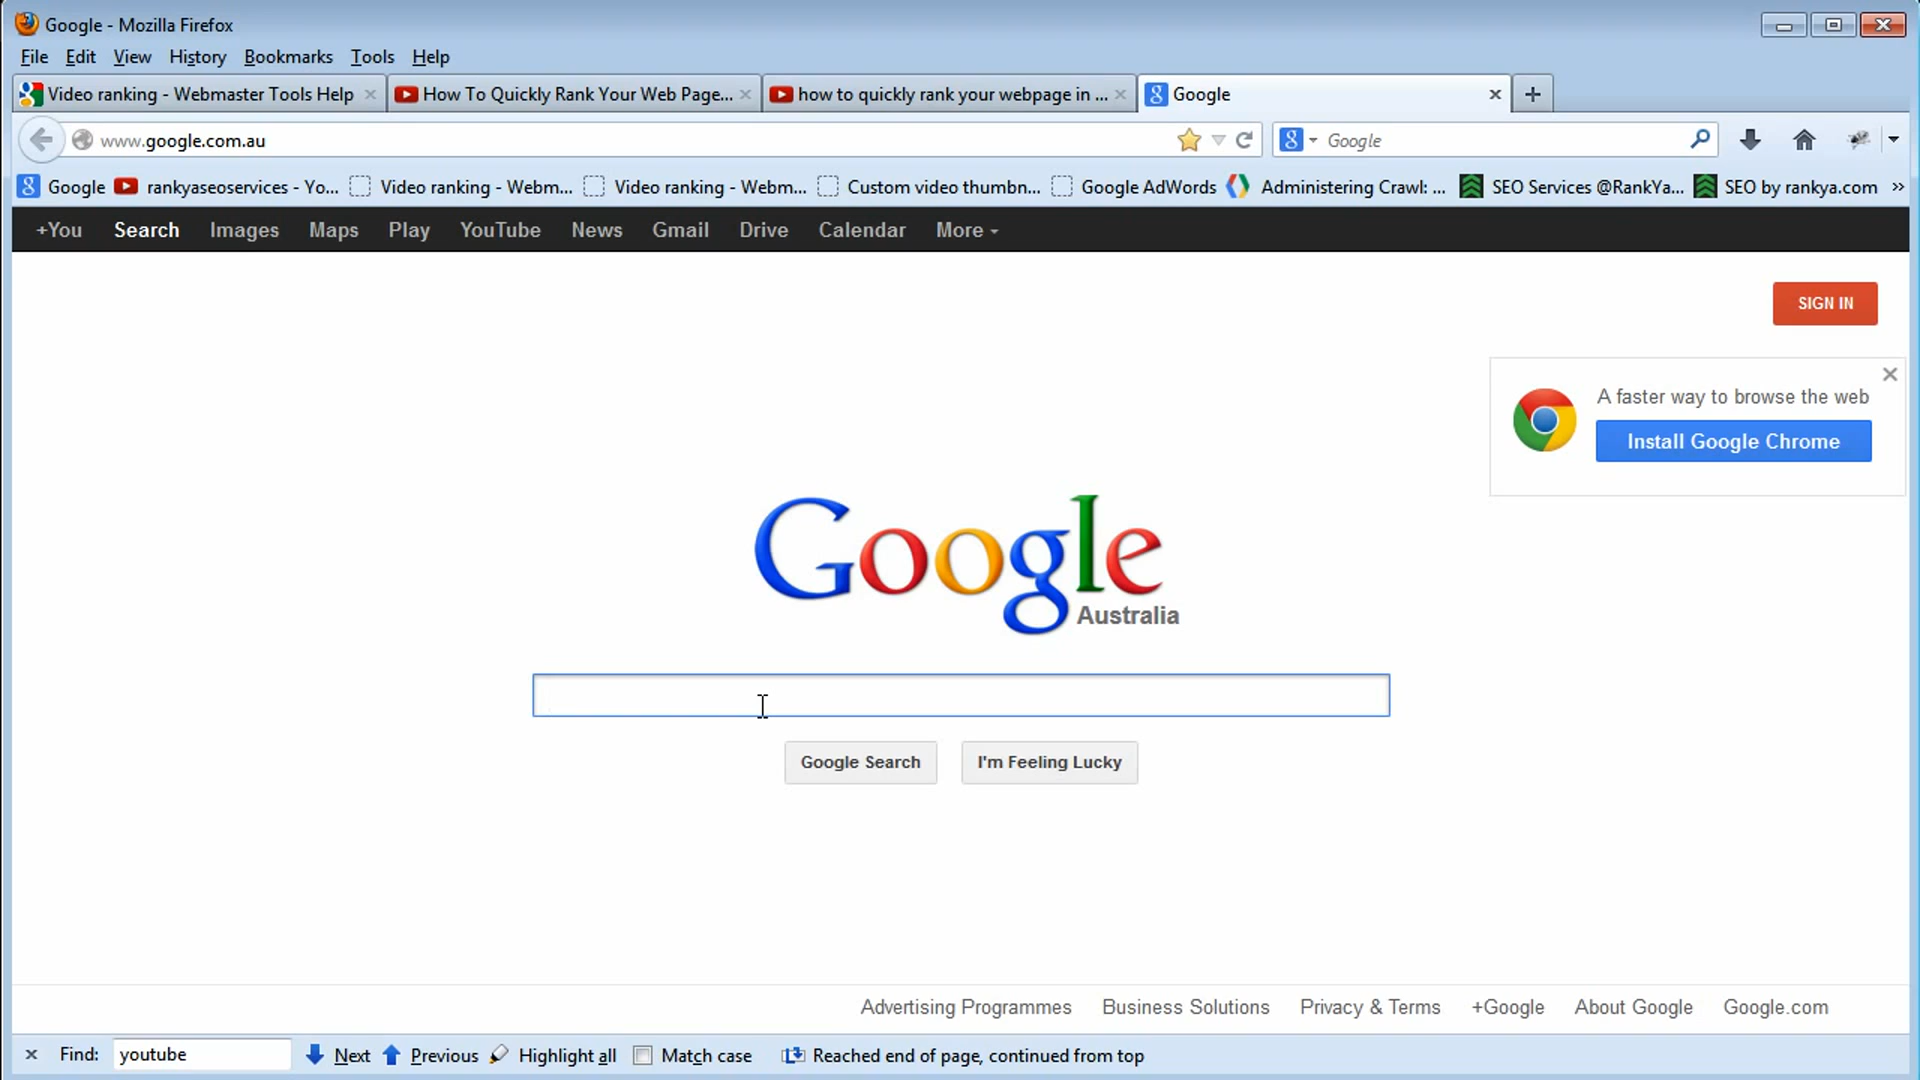 Google - Mozilla Firefox
File Edit View History Bookmarks Tools Help
Video ranking - Webmaster Tools Help How To Quickly Rank Your Web Page... how to quickly rank your webpage in ... Google
www.google.com.au Google
Google rankyaseoservices - Yo... Video ranking - Webm... Video ranking - Webm... Custom video thumbn... Google AdWords Administering Crawl: ... SEO Services @RankYa... SEO by rankya.com
+You Search Images Maps Play YouTube News Gmail Drive Calendar More
SIGN IN
A faster way to browse the web
Install Google Chrome
Google
Australia
Google Search I'm Feeling Lucky
Advertising Programmes Business Solutions Privacy & Terms +Google About Google Google.com
Find: youtube Next Previous Highlight all Match case Reached end of page, continued from top